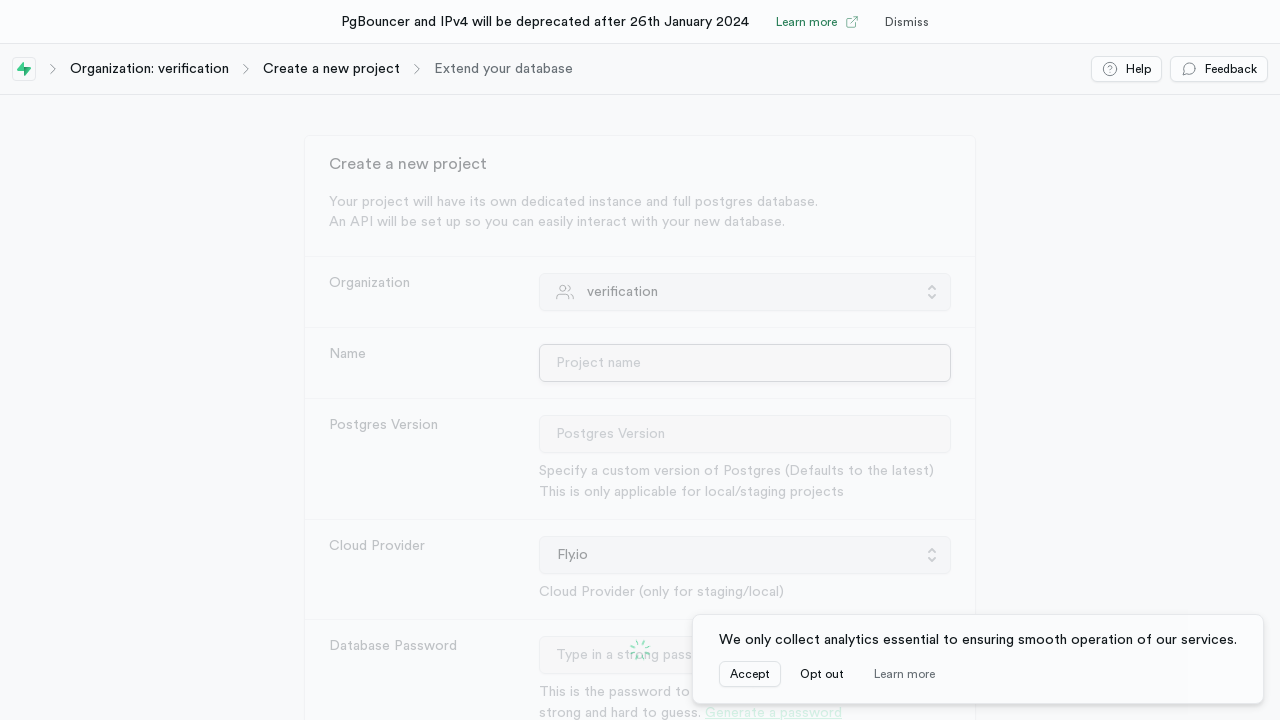 PgBouncer and IPv4 will be deprecated after 26th January 2024
Learn more
Dismiss
Organization: verification
Create a new project
Extend your database
Help
Feedback
Create a new project
Your project will have its own dedicated instance and full postgres database.
An API will be set up so you can easily interact with your new database.
Organization
verification
Name
Project name
Postgres Version
Postgres Version
Specify a custom version of Postgres (Defaults to the latest)
This is only applicable for local/staging projects
Cloud Provider
Fly.io
Cloud Provider (only for staging/local)
Database Password
Type in a strong pass
This is the password to
strong and hard to guess. Generate a password
We only collect analytics essential to ensuring smooth operation of our services.
Accept
Opt out
Learn more